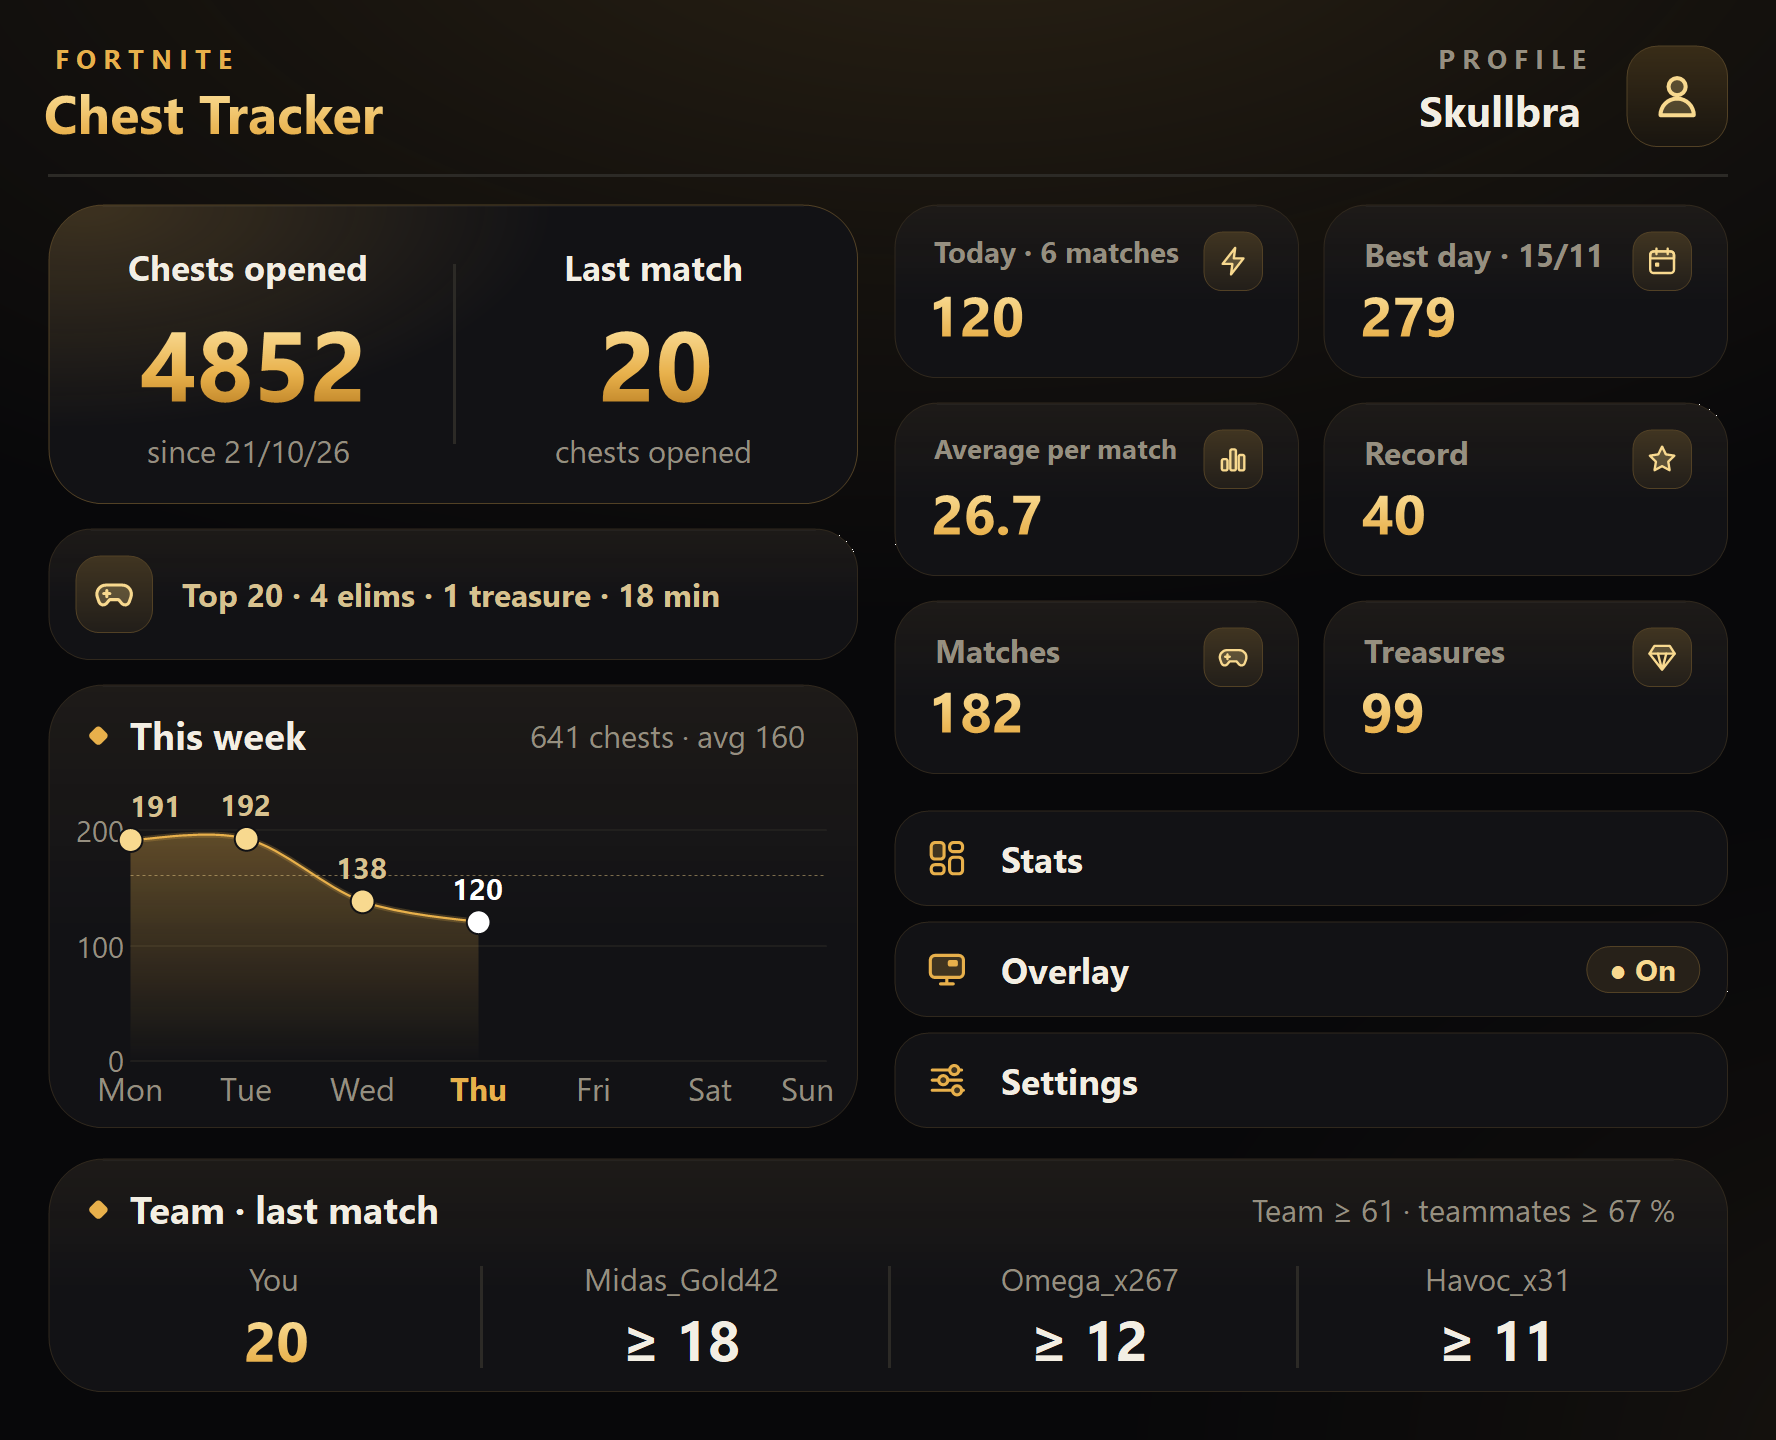 FORTNITE
Chest Tracker
PROFILE
Skullbra
Chests opened
4852
since 21/10/26
Last match
20
chests opened
Top 20 · 4 elims · 1 treasure · 18 min
This week
641 chests · avg 160
191
192
138
120
200
100
0
Mon
Tue
Wed
Thu
Fri
Sat
Sun
Today · 6 matches
120
Best day · 15/11
279
Average per match
26.7
Record
40
Matches
182
Treasures
99
Stats
Overlay
On
Settings
Team · last match
Team ≥ 61 · teammates ≥ 67 %
You
20
Midas_Gold42
≥ 18
Omega_x267
≥ 12
Havoc_x31
≥ 11